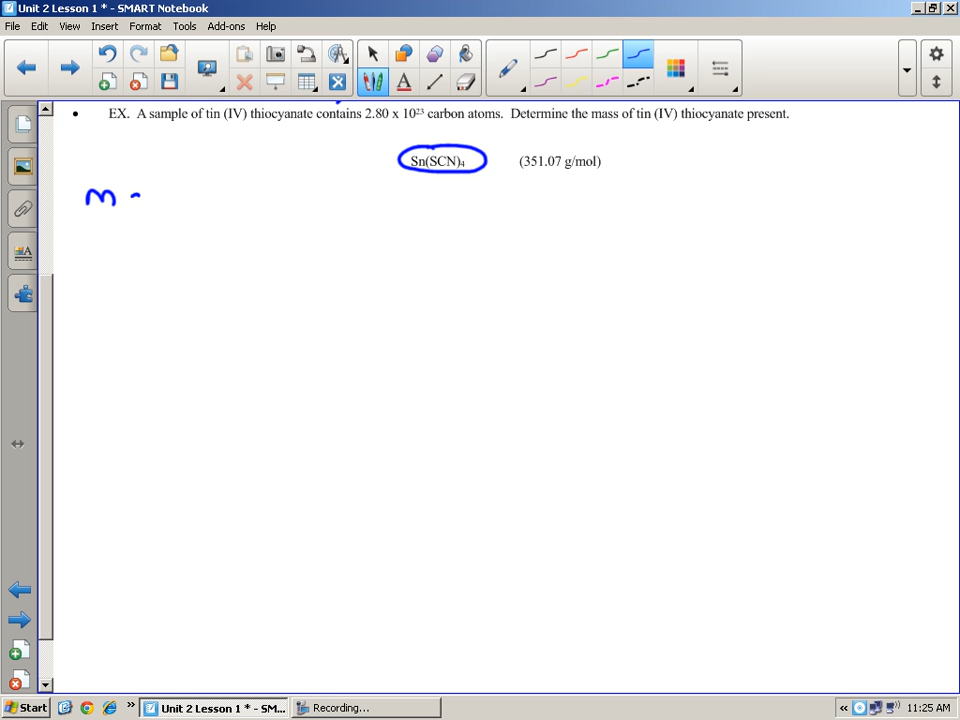 Unit 2 Lesson 1 * - SMART Notebook
File Edit View Insert Format Tools Add-ons Help
• EX. A sample of tin (IV) thiocyanate contains 2.80 x 10²³ carbon atoms. Determine the mass of tin (IV) thiocyanate present.
Sn(SCN)₄ (351.07 g/mol)
m -
Start » Unit 2 Lesson 1 * - SM... Recording... « 11:25 AM